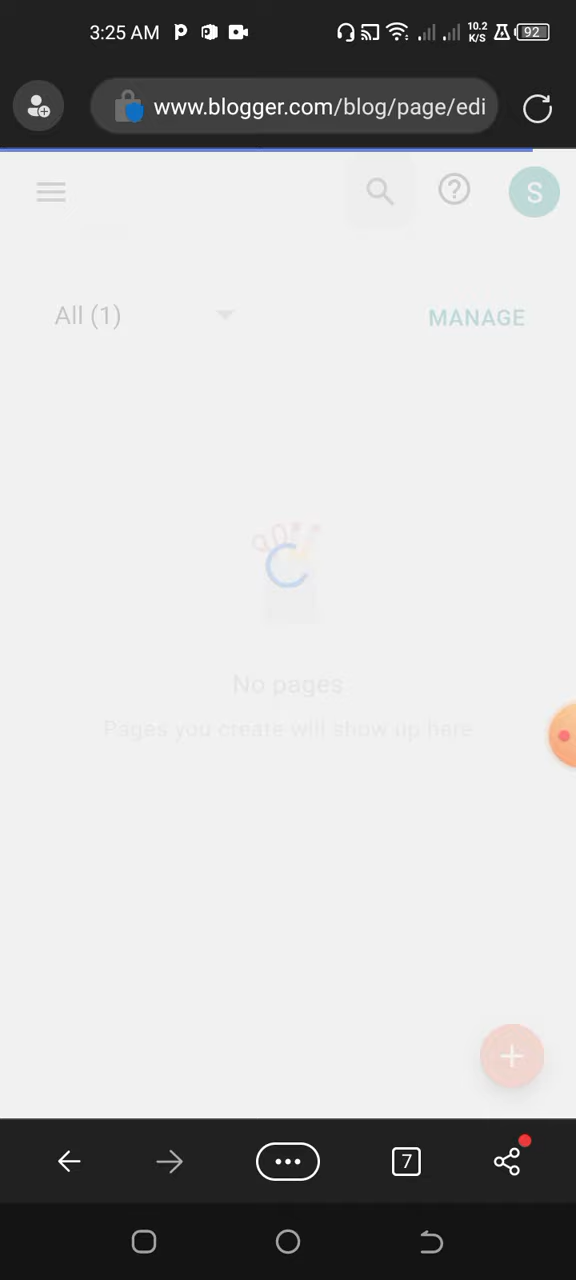 3:25 AM
10.2
K/S
92
www.blogger.com/blog/page/edi
S
All (1)
MANAGE
No pages
Pages you create will show up here
7